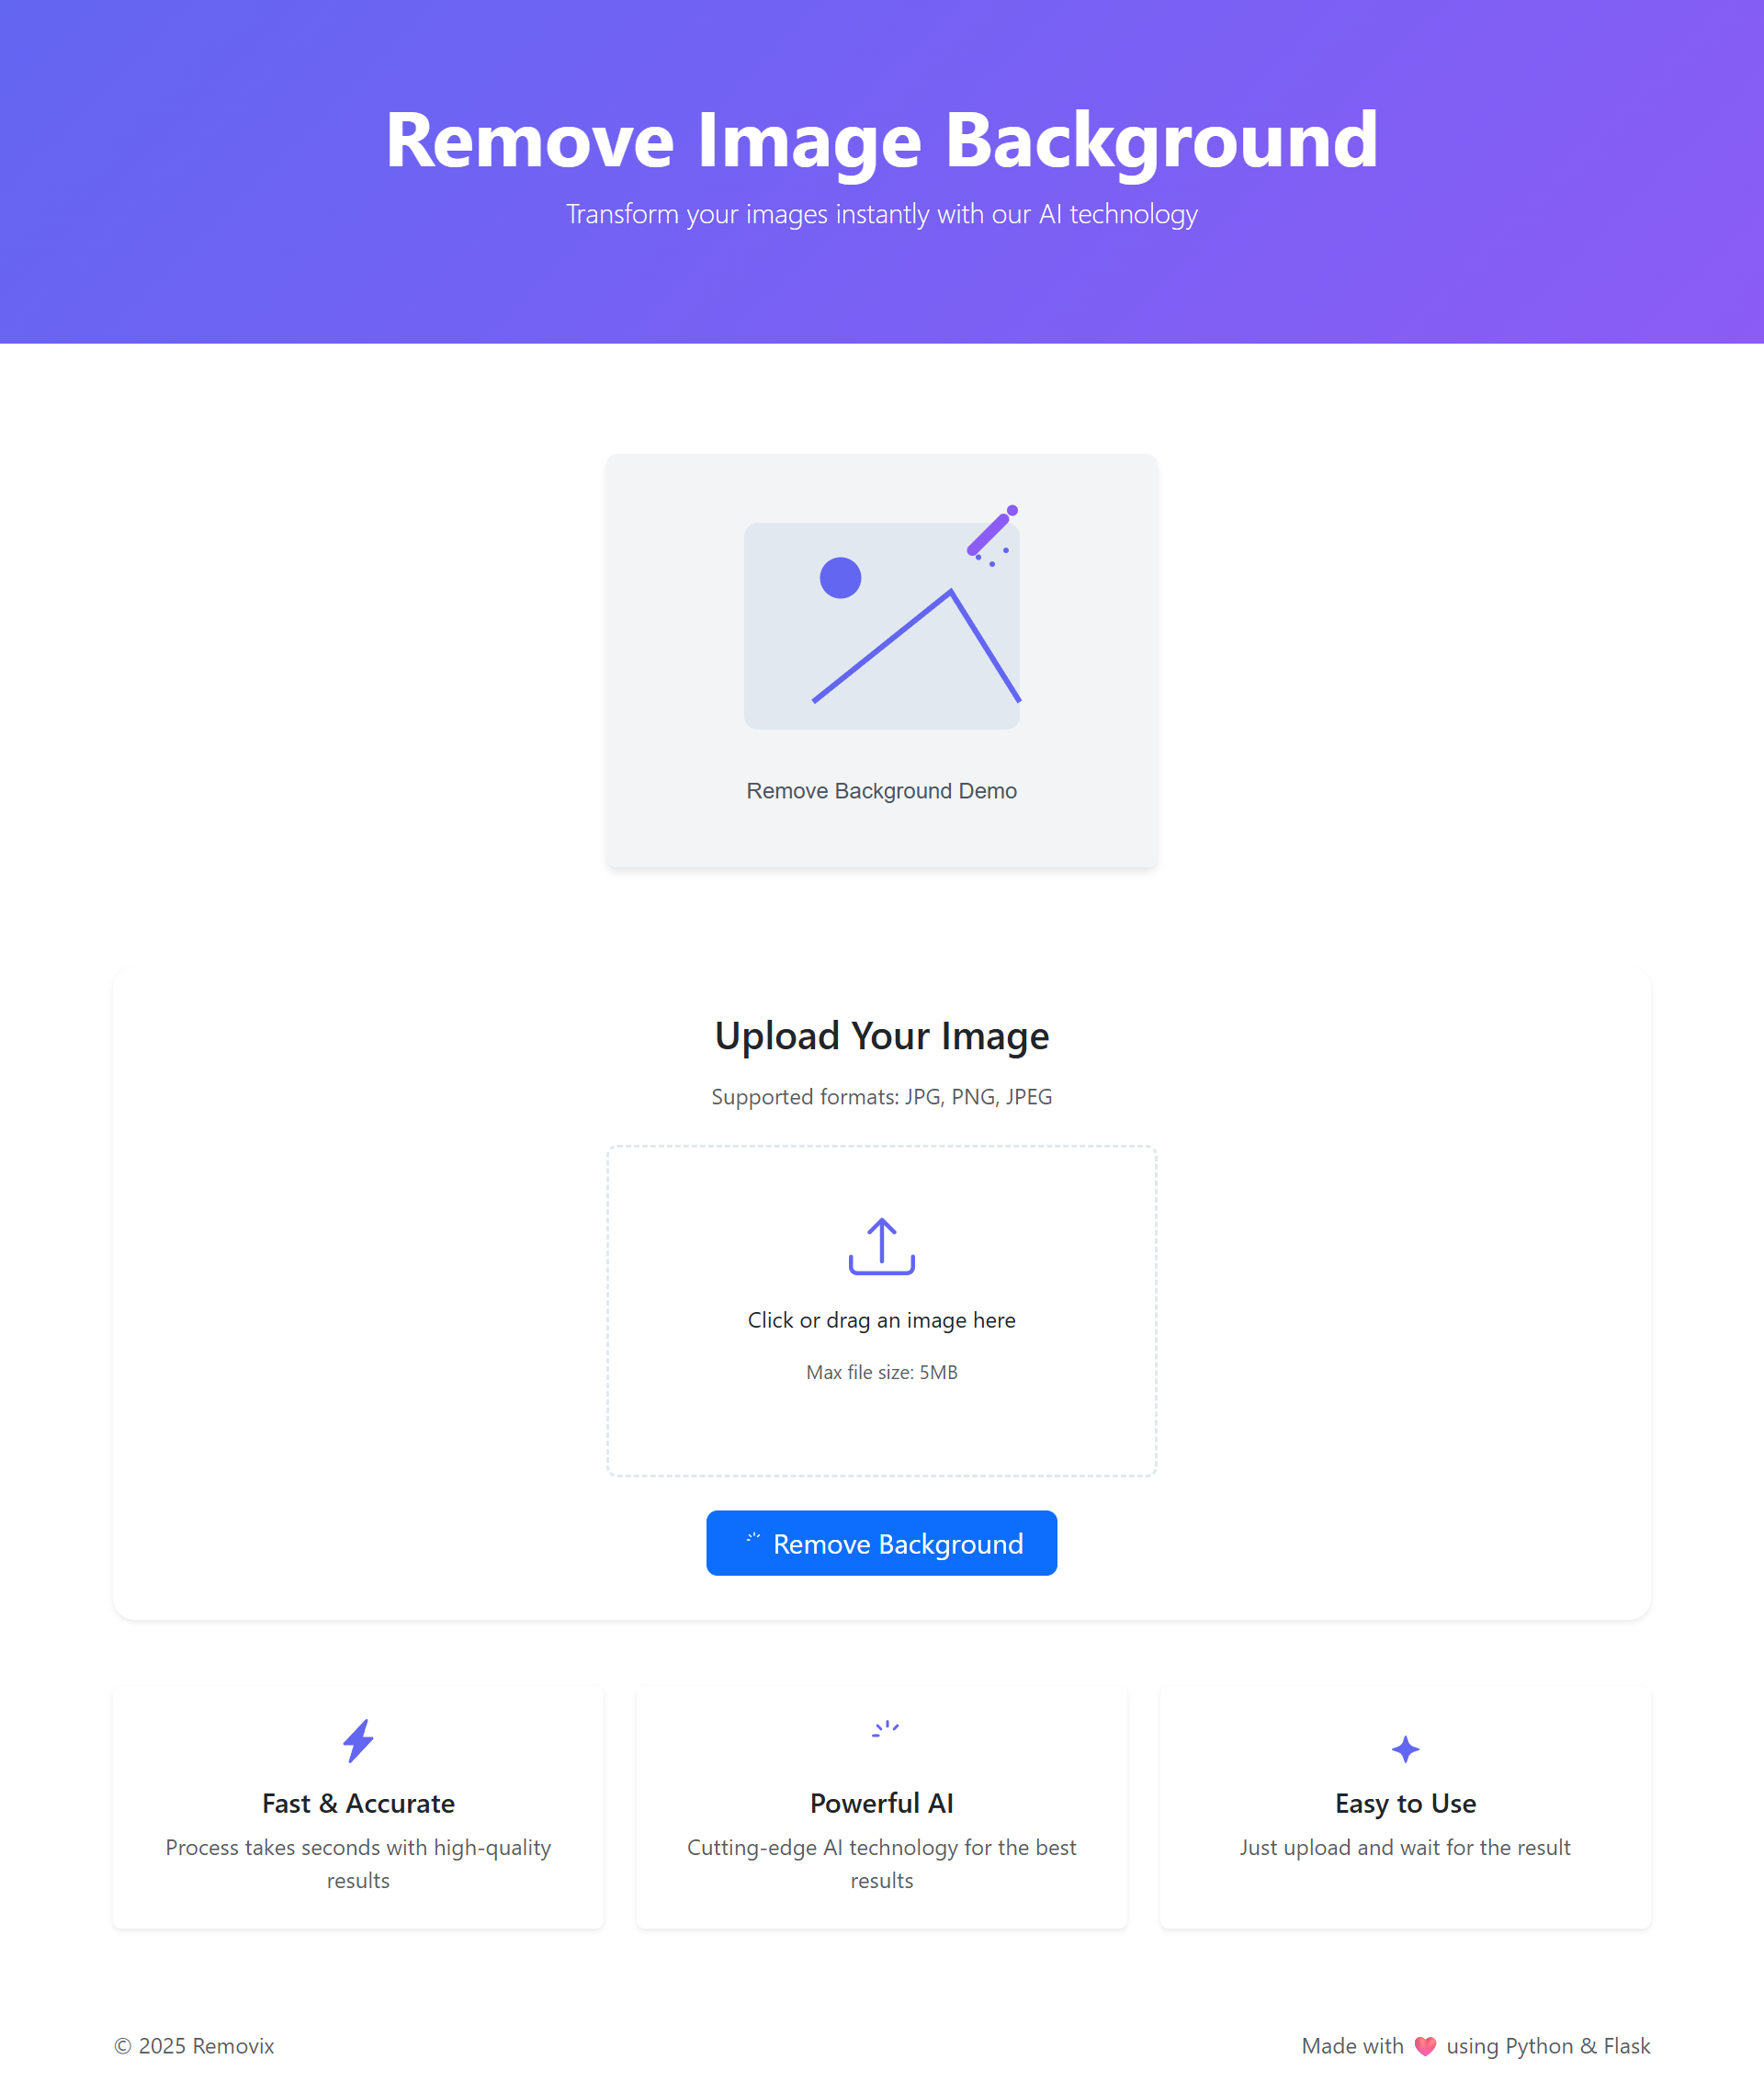 Remove Image Background
Transform your images instantly with our AI technology
Remove Background Demo
Upload Your Image
Supported formats: JPG, PNG, JPEG
Click or drag an image here
Max file size: 5MB
Remove Background
Fast & Accurate
Process takes seconds with high-quality
results
Powerful AI
Cutting-edge AI technology for the best
results
Easy to Use
Just upload and wait for the result
© 2025 Removix
Made with 💖 using Python & Flask